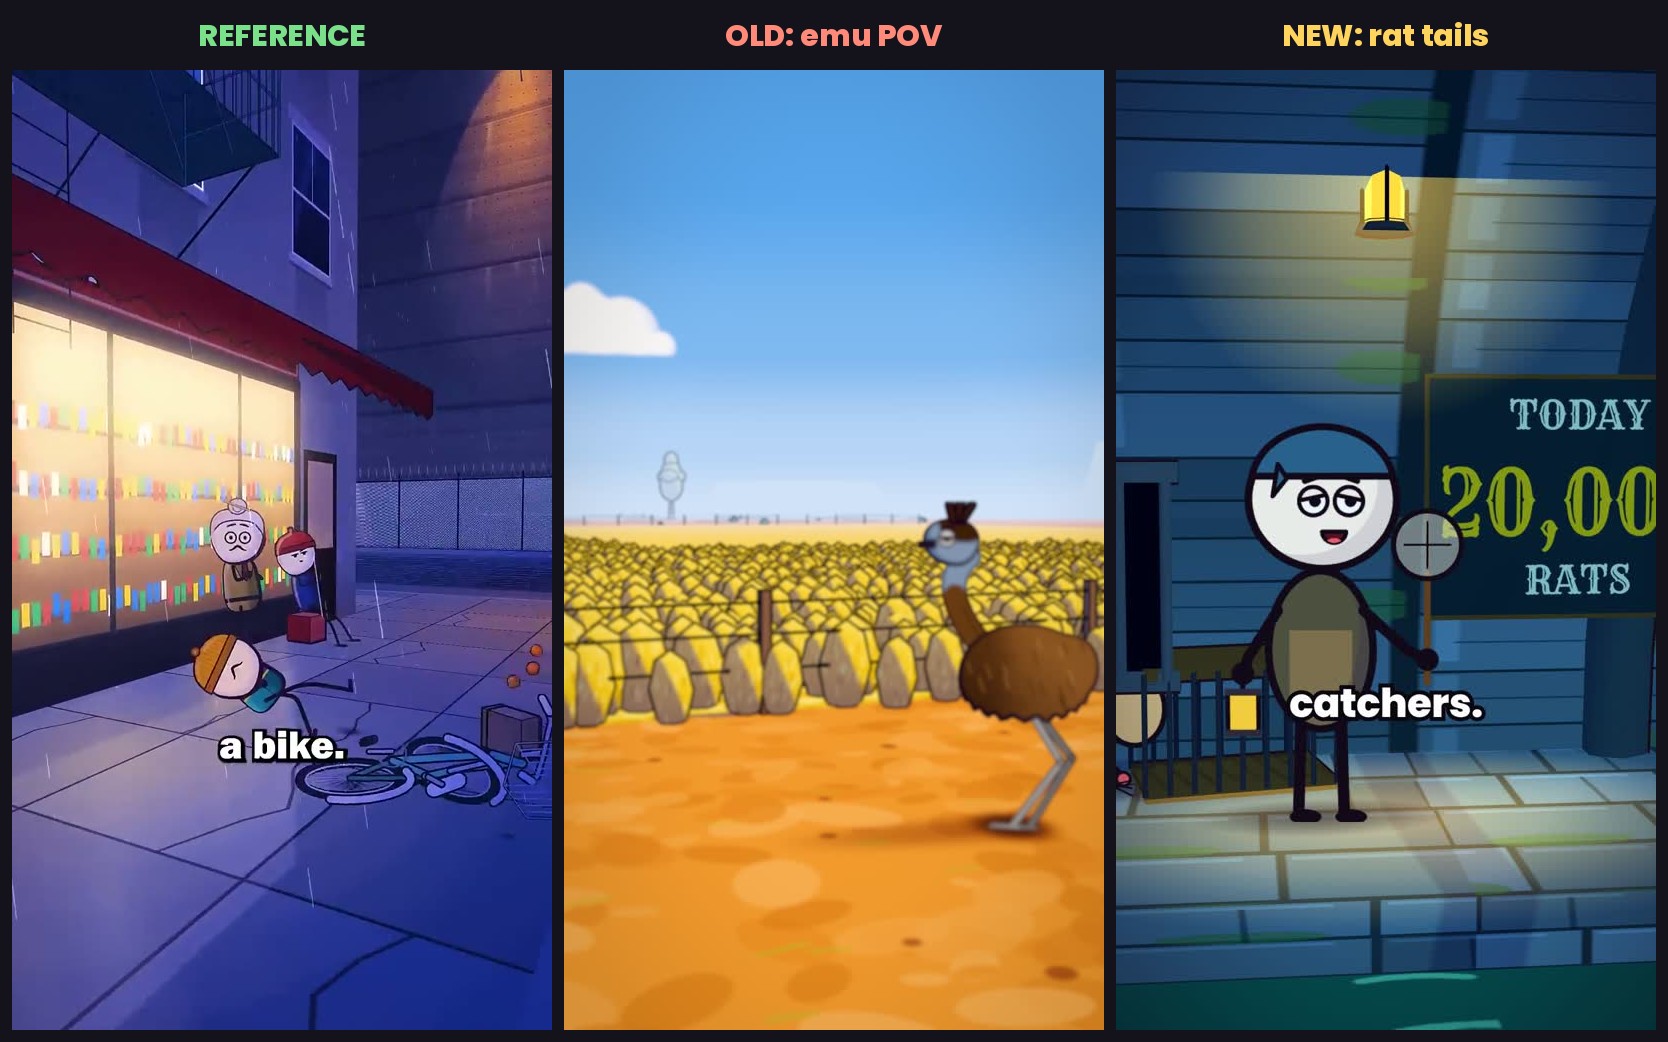 REFERENCE
OLD: emu POV
NEW: rat tails
a bike.
TODAY
20,00
RATS
catchers.